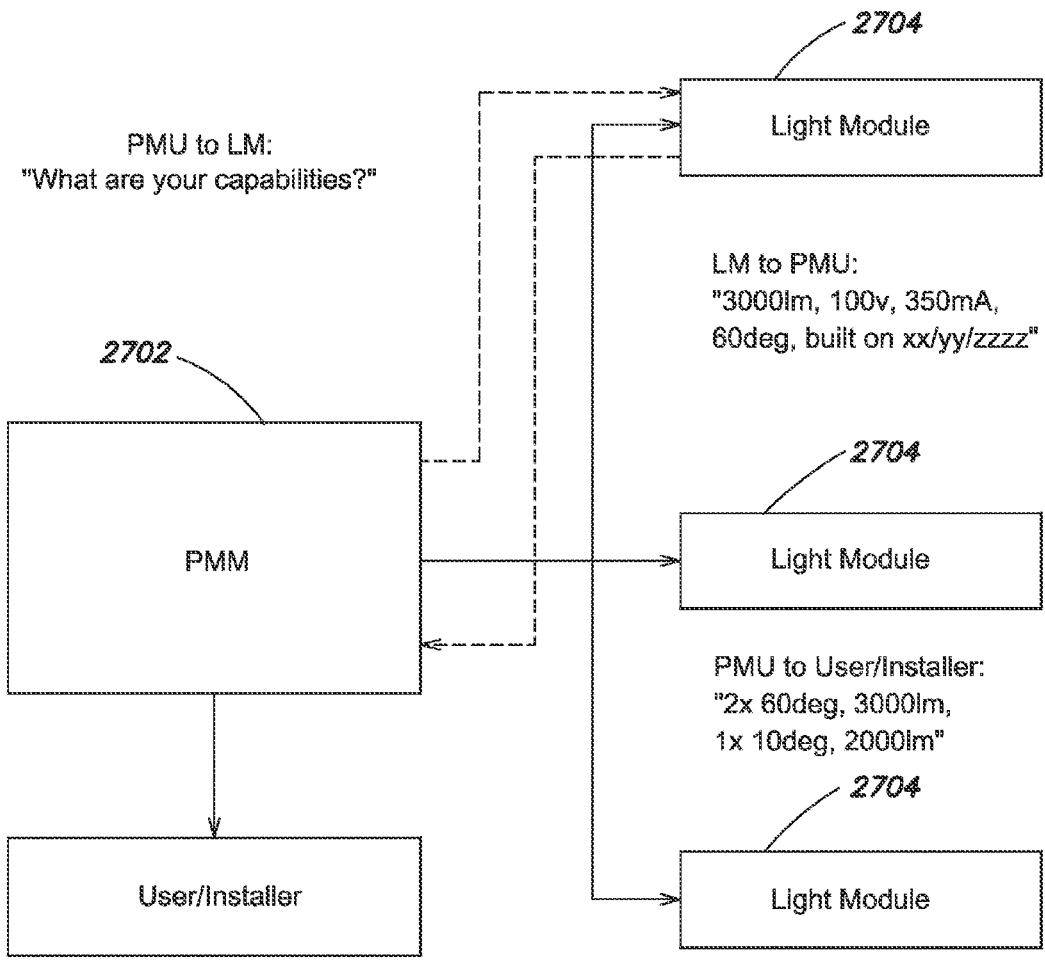 2704
Light Module
PMU to LM:
"What are your capabilities?"
LM to PMU:
"3000lm, 100v, 350mA,
60deg, built on xx/yy/zzzz"
2702
PMM
2704
Light Module
PMU to User/Installer:
"2x 60deg, 3000lm,
1x 10deg, 2000lm"
2704
Light Module
User/Installer